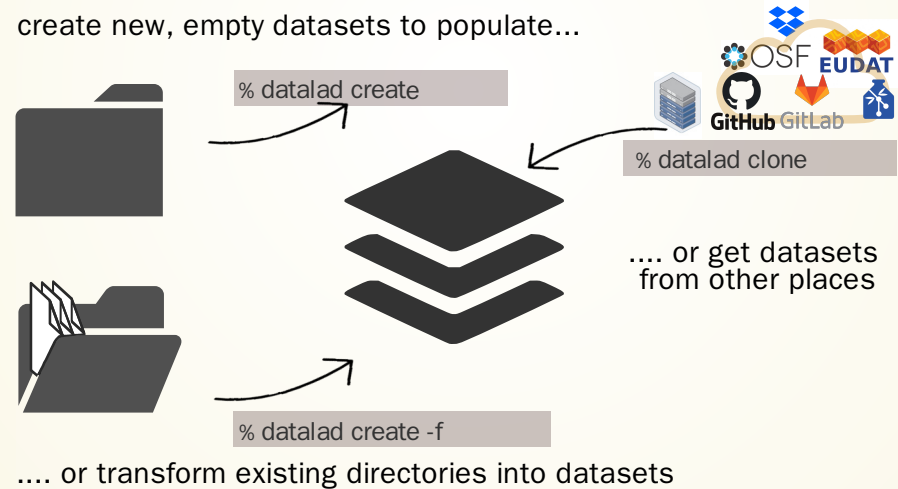 create new, empty datasets to populate...
% datalad create
OSF
EUDAT
GitHub GitLab
% datalad clone
.... or get datasets
from other places
% datalad create -f
.... or transform existing directories into datasets